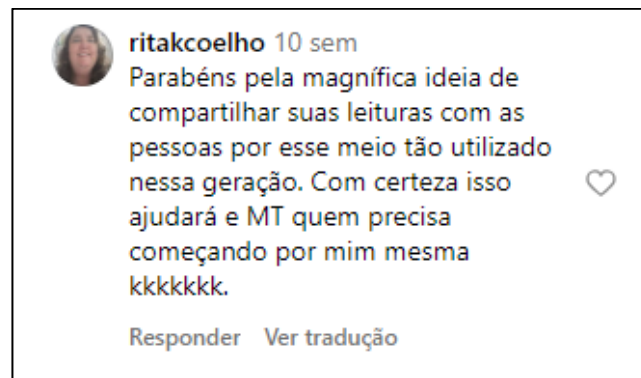 ritakcoelho 10 sem
Parabéns pela magnífica ideia de
compartilhar suas leituras com as
pessoas por esse meio tão utilizado
nessa geração. Com certeza isso
ajudará e MT quem precisa
começando por mim mesma
kkkkkkk.
Responder Ver tradução